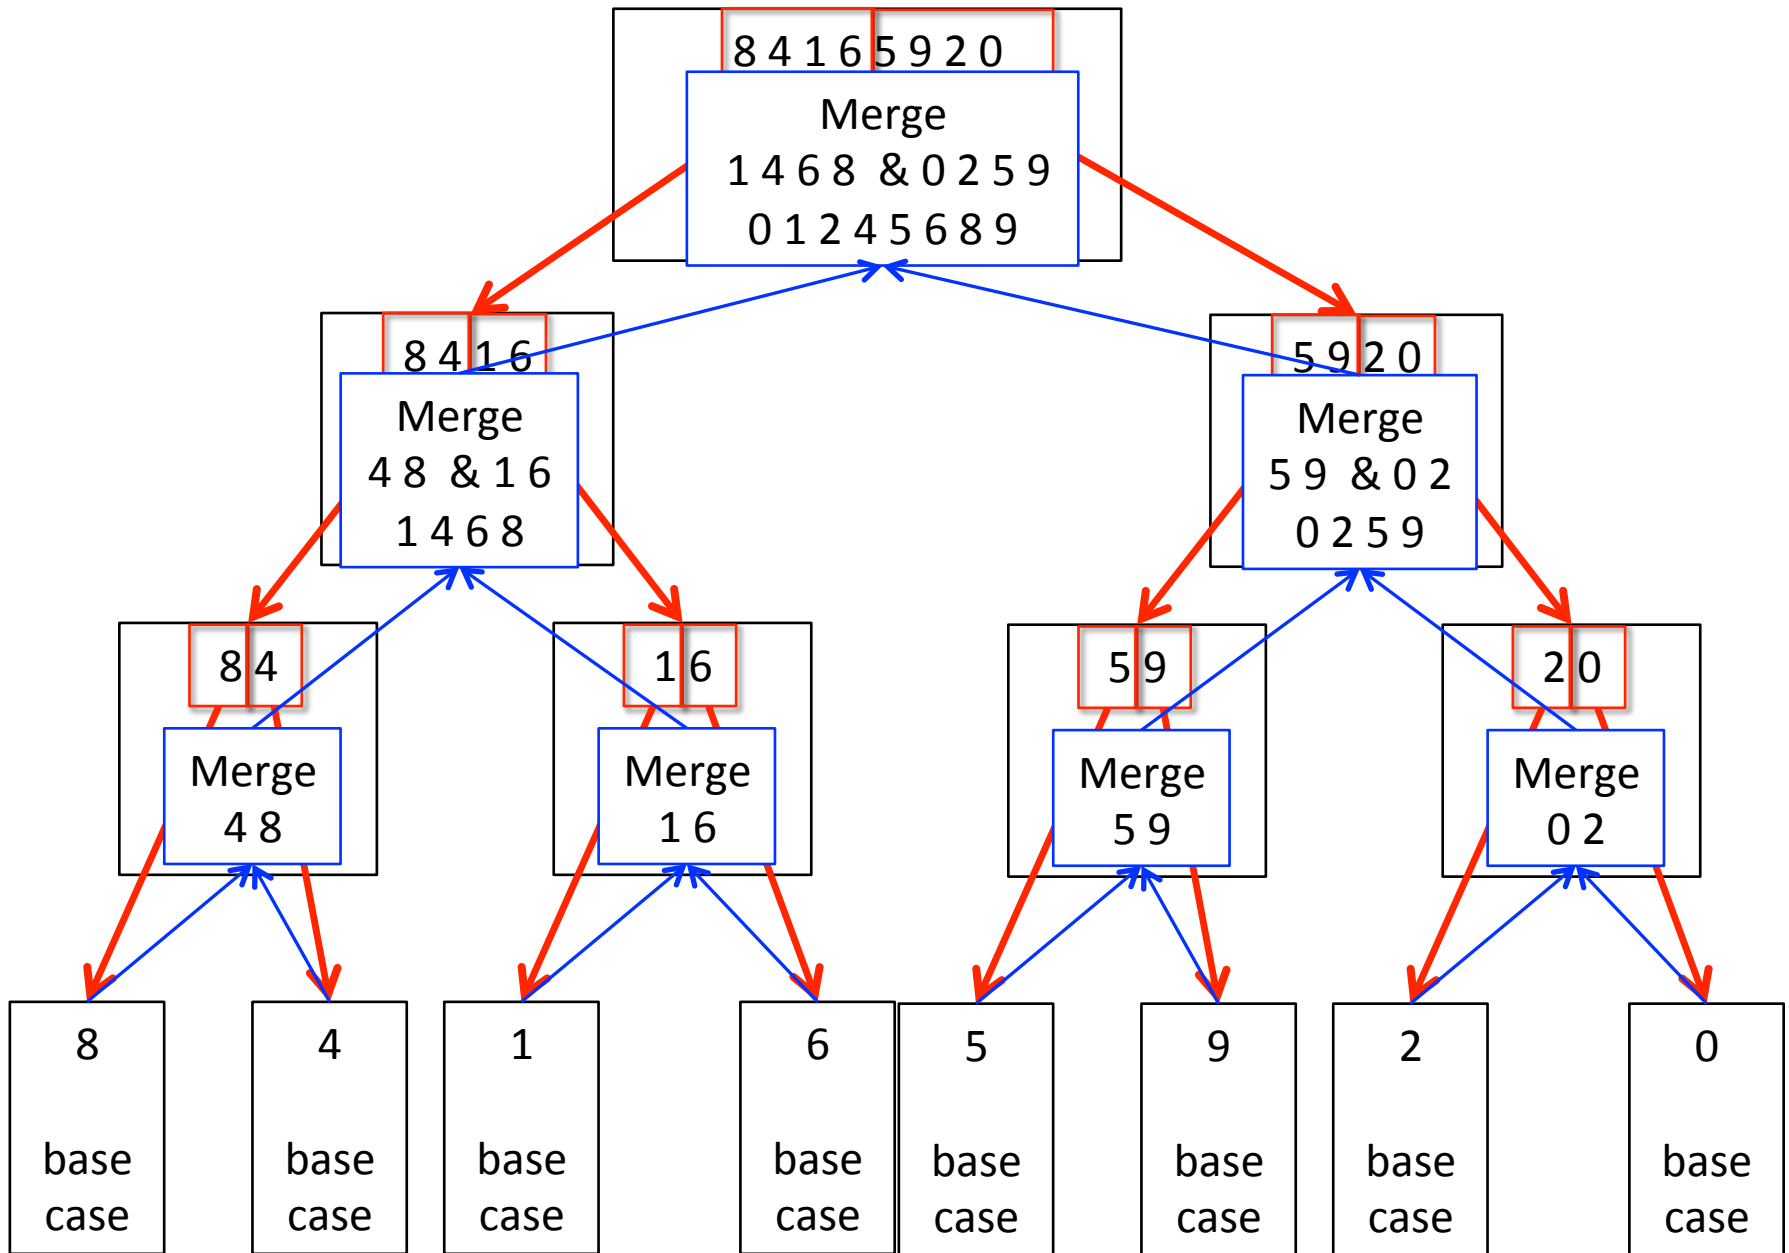 8 4 1 6 5 9 2 0
Merge
1 4 6 8 & 0 2 5 9
0 1 2 4 5 6 8 9
8 4 1 6
Merge
4 8 & 1 6
1 4 6 8
5 9 2 0
Merge
5 9 & 0 2
0 2 5 9
8 4
Merge
4 8
1 6
Merge
1 6
5 9
Merge
5 9
2 0
Merge
0 2
8
base
case
4
base
case
1
base
case
6
base
case
5
base
case
9
base
case
2
base
case
0
base
case